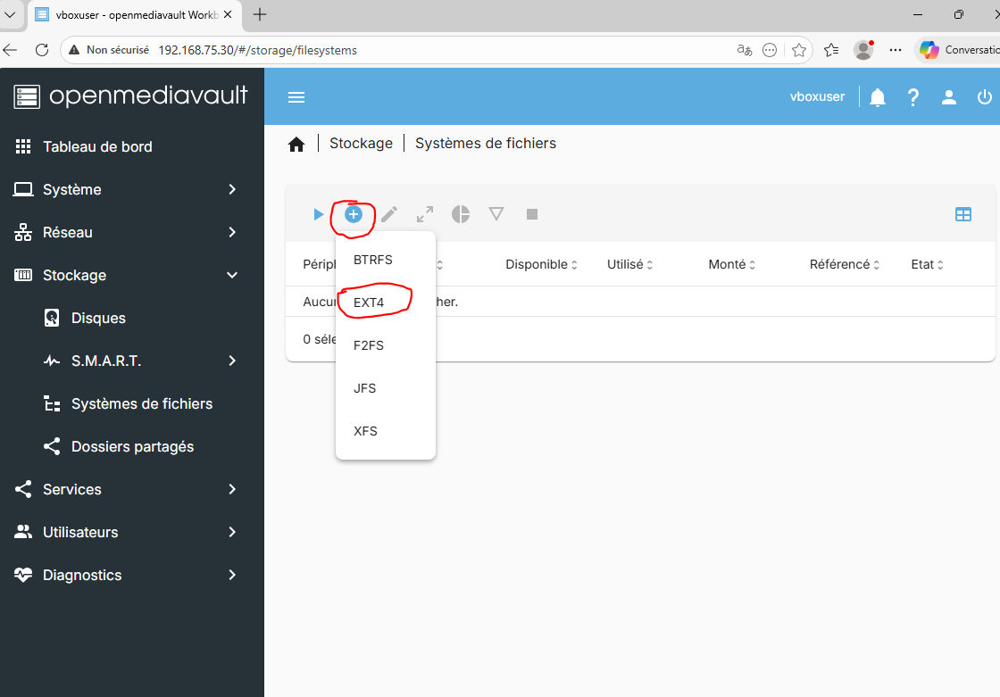 vboxuser - openmediavault Workb
Non sécurisé 192.168.75.30/#/storage/filesystems
Conversatio
openmediavault
vboxuser
Tableau de bord
Système
Réseau
Stockage
Disques
S.M.A.R.T.
Systèmes de fichiers
Dossiers partagés
Services
Utilisateurs
Diagnostics
Stockage Systèmes de fichiers
Périph Disponible Utilisé Monté Référencé Etat
Aucun her.
0 séle
BTRFS
EXT4
F2FS
JFS
XFS